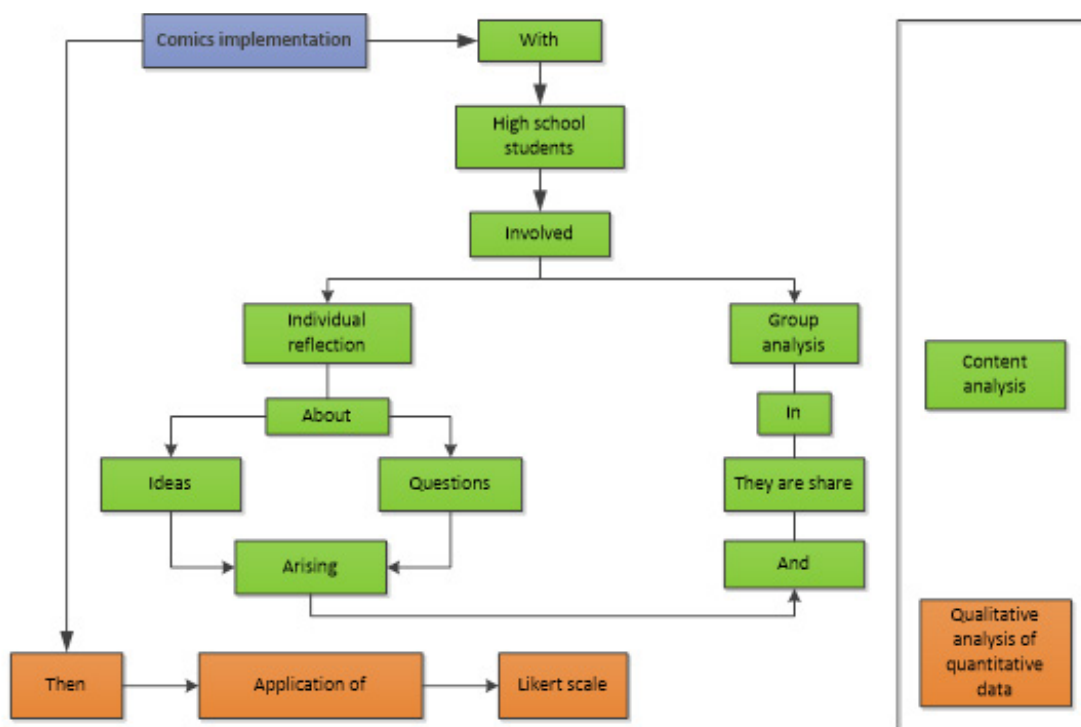 Comics implementation
With
High school
students
Involved
Individual
reflection
Group
analysis
About
In
Ideas
Questions
They are share
Arising
And
Then
Application of
Likert scale
Content
analysis
Qualitative
analysis of
quantitative
data